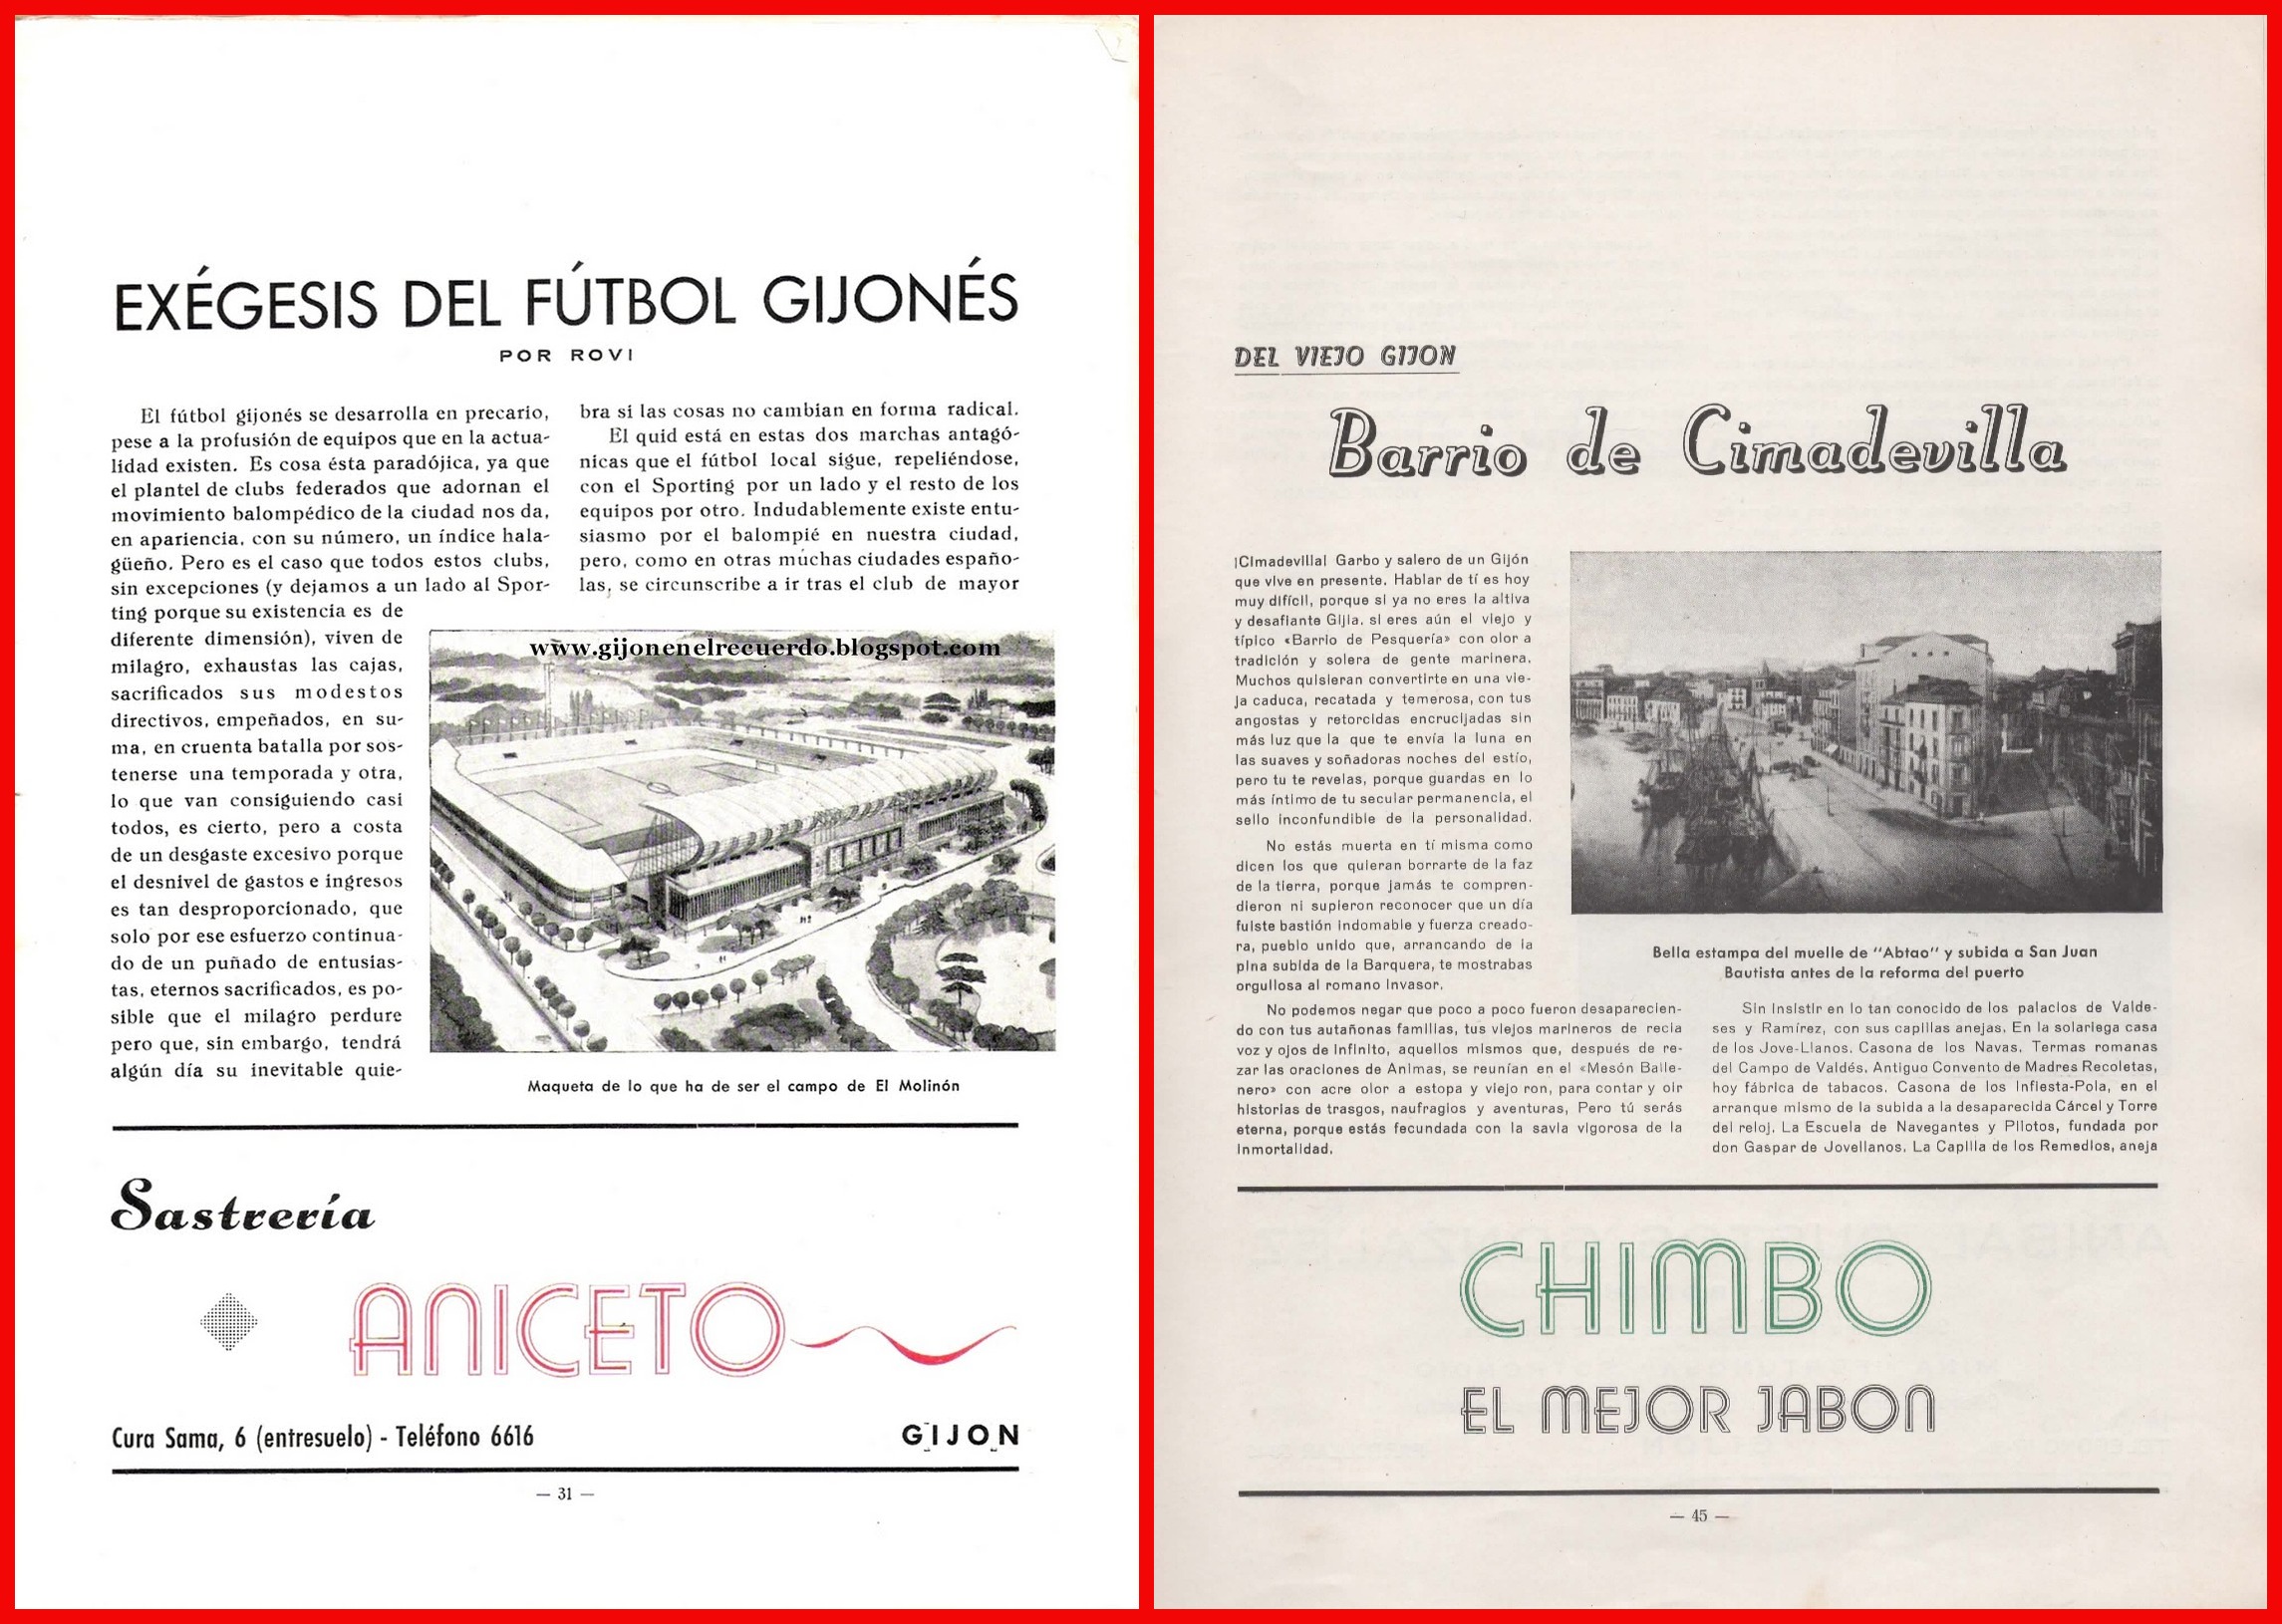 EXÉGESIS DEL FÚTBOL GIJONÉS
POR ROVI
El fútbol gijonés se desarrolla en precario,
pese a la profusión de equipos que en la actua-
lidad existen. Es cosa ésta paradójica, ya que
el plantel de clubs federados que adornan el
movimiento balompédico de la ciudad nos da,
en apariencia, con su número, un índice hala-
güeño. Pero es el caso que todos estos clubs,
sin excepciones (y dejamos a un lado al Spor-
ting porque su existencia es de
diferente dimensión), viven de
milagro, exhaustas las cajas,
sacrificados sus modestos
directivos, empeñados, en su-
ma, en cruenta batalla por sos-
tenerse una temporada y otra,
lo que van consiguiendo casi
todos, es cierto, pero a costa
de un desgaste excesivo porque
el desnivel de gastos e ingresos
es tan desproporcionado, que
solo por ese esfuerzo continua-
do de un puñado de entusias-
tas, eternos sacrificados, es po-
sible que el milagro perdure
pero que, sin embargo, tendrá
algún día su inevitable quie-
bra si las cosas no cambian en forma radical.
El quid está en estas dos marchas antagó-
nicas que el fútbol local sigue, repeliéndose,
con el Sporting por un lado y el resto de los
equipos por otro. Indudablemente existe entu-
siasmo por el balompié en nuestra ciudad,
pero, como en otras múchas ciudades españo-
las, se circunscribe a ir tras el club de mayor
www.gijonenelrecuerdo.blogspot.com
Maqueta de lo que ha de ser el campo de El Molinón
Sastrería
ANICETO
Cura Sama, 6 (entresuelo) - Teléfono 6616
GIJON
— 31 —
DEL VIEJO GIJON
Barrio de Cimadevilla
¡Cimadevilla! Garbo y salero de un Gijón
que vive en presente. Hablar de tí es hoy
muy difícil, porque si ya no eres la altiva
y desafiante Gijia, si eres aún el viejo y
típico «Barrio de Pesquería» con olor a
tradición y solera de gente marinera.
Muchos quisieran convertirte en una vie-
ja caduca, recatada y temerosa, con tus
angostas y retorcidas encrucijadas sin
más luz que la que te envía la luna en
las suaves y soñadoras noches del estío,
pero tu te revelas, porque guardas en lo
más íntimo de tu secular permanencia, el
sello inconfundible de la personalidad.
No estás muerta en tí misma como
dicen los que quieran borrarte de la faz
de la tierra, porque jamás te compren-
dieron ni supieron reconocer que un día
fuiste bastión indomable y fuerza creado-
ra, pueblo unido que, arrancando de la
pina subida de la Barquera, te mostrabas
orgullosa al romano invasor.
No podemos negar que poco a poco fueron desaparecien-
do con tus autañonas familias, tus viejos marineros de recia
voz y ojos de infinito, aquellos mismos que, después de re-
zar las oraciones de Animas, se reunían en el «Mesón Balle-
nero» con acre olor a estopa y viejo ron, para contar y oir
historias de trasgos, naufragios y aventuras, Pero tú serás
eterna, porque estás fecundada con la savia vigorosa de la
Inmortalidad.
Bella estampa del muelle de "Abtao" y subida a San Juan
Bautista antes de la reforma del puerto
Sin insistir en lo tan conocido de los palacios de Valde-
ses y Ramírez, con sus capillas anejas. En la solariega casa
de los Jove-Llanos. Casona de los Navas. Termas romanas
del Campo de Valdés. Antiguo Convento de Madres Recoletas,
hoy fábrica de tabacos. Casona de los Infiesta-Pola, en el
arranque mismo de la subida a la desaparecida Cárcel y Torre
del reloj. La Escuela de Navegantes y Pilotos, fundada por
don Gaspar de Jovellanos. La Capilla de los Remedios, aneja
CHIMBO
EL MEJOR JABON
— 45 —